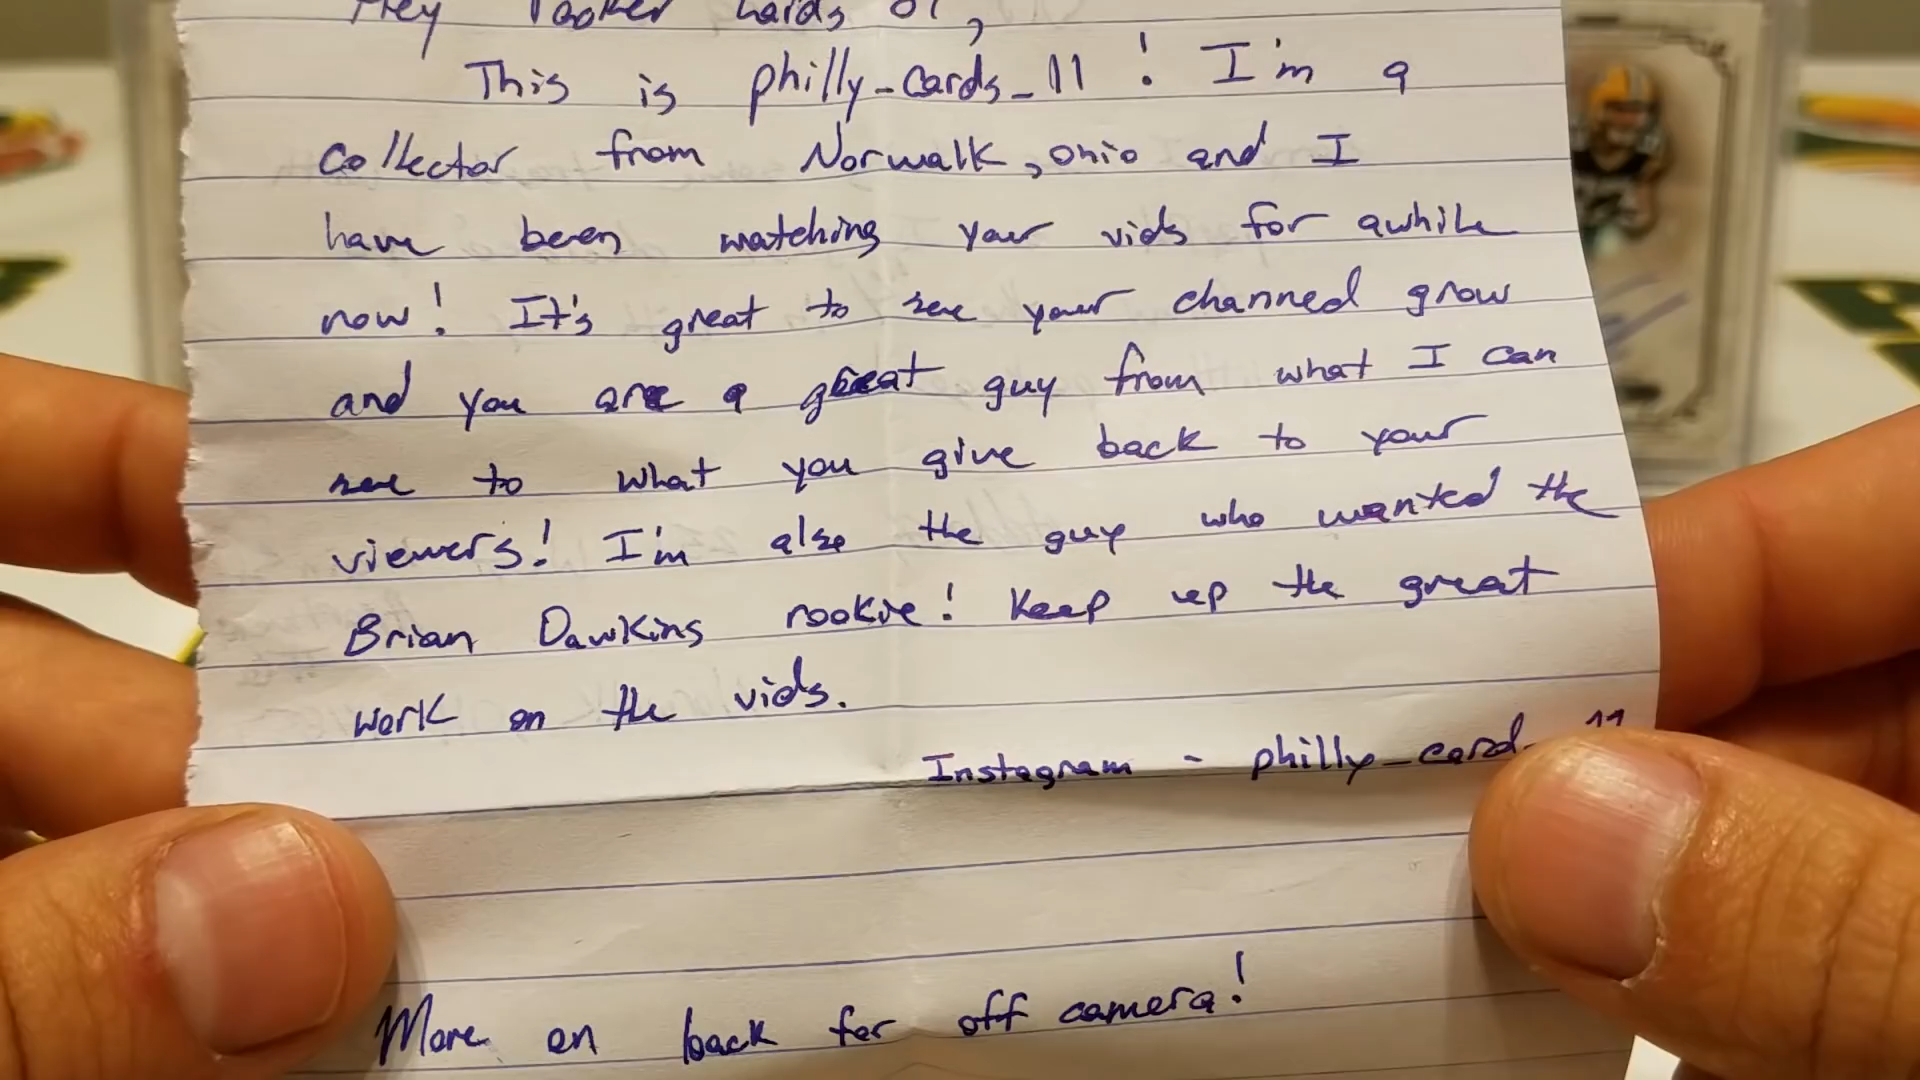 Hey
This is philly_cards_11! I'm a
collector from Norwalk, Ohio and I
have been watching your vids for awhile
now! It's great to see your channel grow
and you are a great guy from what I can
see to what you give back to your
viewers! I'm also the guy who wanted the
Brian Dawkins rookie! Keep up the great
work on the vids.
Instagram - philly_card
More on back for off camera!